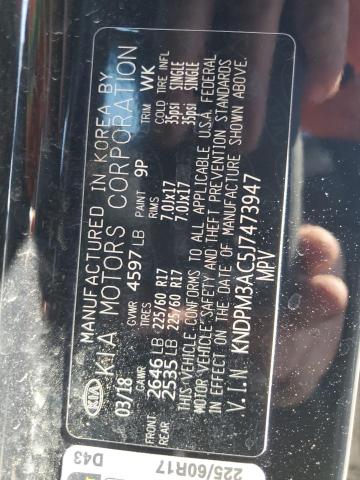 MANUFACTURED IN KOREA BY
KIA KIA MOTORS CORPORATION
03/18 GVWR 4597 LB PAINT 9P TRIM WK
GAWR TIRES RIMS COLD TIRE INFL
FRONT: 2646 LB 225/60 R17 7.0Jx17 35psi SINGLE
REAR : 2535 LB 225/60 R17 7.0Jx17 35psi SINGLE
THIS VEHICLE CONFORMS TO ALL APPLICABLE U.S.A. FEDERAL
MOTOR VEHICLE SAFETY AND THEFT PREVENTION STANDARDS
IN EFFECT ON THE DATE OF MANUFACTURE SHOWN ABOVE.
V.I.N KNDPM3AC5J7473947
MPV
D43
225/60R17